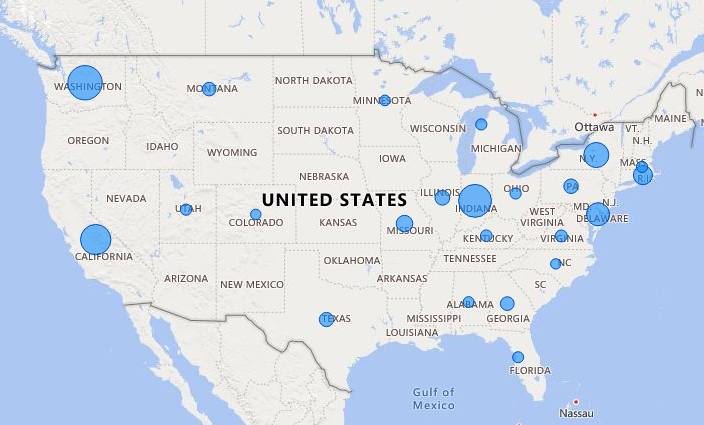 WASHINGTON
MONTANA
NORTH DAKOTA
MINNESOTA
Ottawa
MAINE
VT.
N.H.
OREGON
IDAHO
WYOMING
SOUTH DAKOTA
WISCONSIN
MICHIGAN
N.Y.
MASS
R.I.
IOWA
NEBRASKA
NEVADA
UTAH
COLORADO
UNITED STATES
KANSAS
MISSOURI
ILLINOIS
INDIANA
OHIO
PA
MD.
N.J.
DELAWARE
WEST
VIRGINIA
KENTUCKY
VIRGINIA
CALIFORNIA
ARIZONA
NEW MEXICO
OKLAHOMA
ARKANSAS
TENNESSEE
NC
SC
TEXAS
LOUISIANA
MISSISSIPPI
ALABAMA
GEORGIA
FLORIDA
Gulf of
Mexico
Nassau